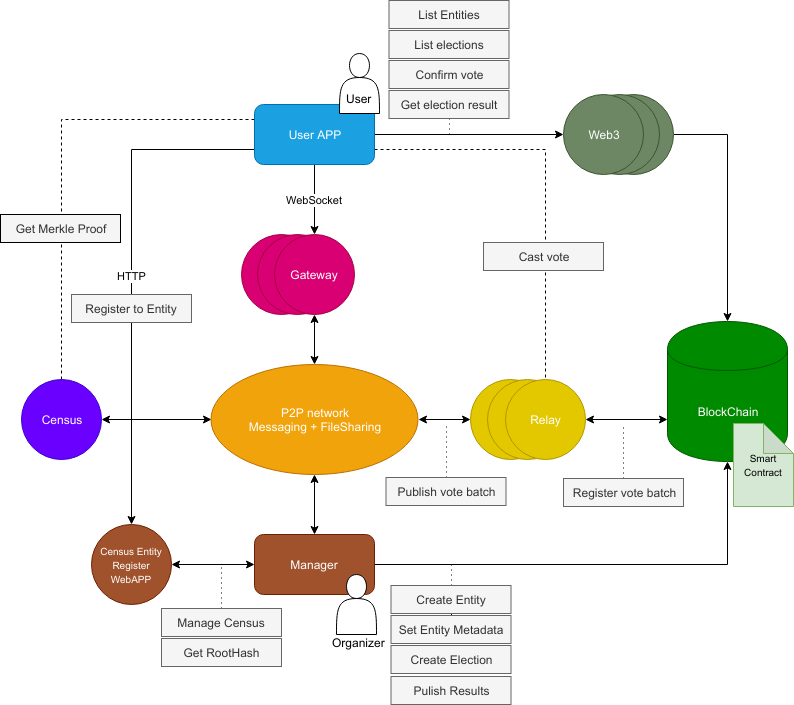 List Entities
List elections
Confirm vote
Get election result
User
User APP
Web3
WebSocket
Get Merkle Proof
Cast vote
HTTP
Gateway
Register to Entity
Census
P2P network
Messaging + FileSharing
Relay
BlockChain
Smart
Contract
Publish vote batch
Register vote batch
Census Entity
Register
WebAPP
Manager
Organizer
Manage Census
Get RootHash
Create Entity
Set Entity Metadata
Create Election
Pulish Results